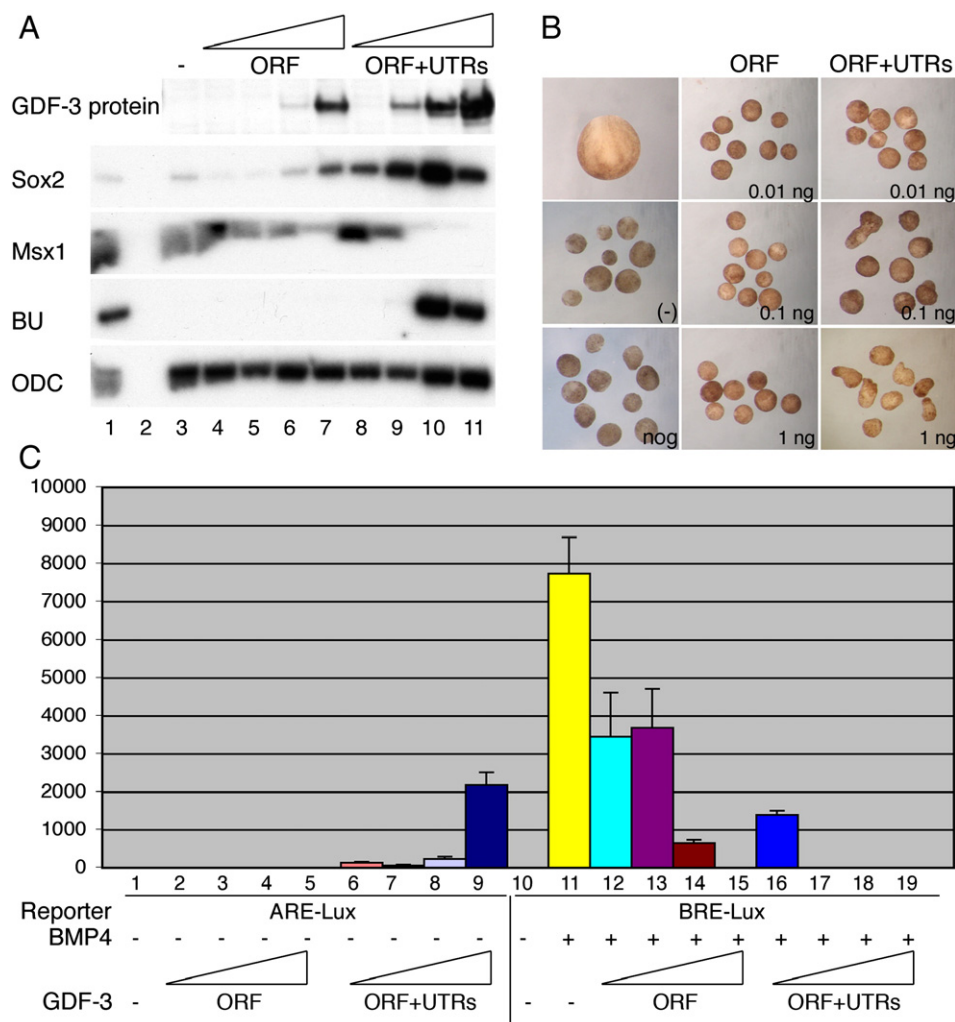 A
B
- ORF ORF+UTRs
GDF-3 protein
Sox2
Msx1
BU
ODC
1 2 3 4 5 6 7 8 9 10 11
ORF ORF+UTRs
0.01 ng 0.01 ng
(-) 0.1 ng 0.1 ng
nog 1 ng 1 ng
C
10000
9000
8000
7000
6000
5000
4000
3000
2000
1000
0
1 2 3 4 5 6 7 8 9 10 11 12 13 14 15 16 17 18 19
Reporter ARE-Lux BRE-Lux
BMP4 - - - - - - - - - - + + + + + + + + +
GDF-3 - ORF ORF+UTRs - - ORF ORF+UTRs